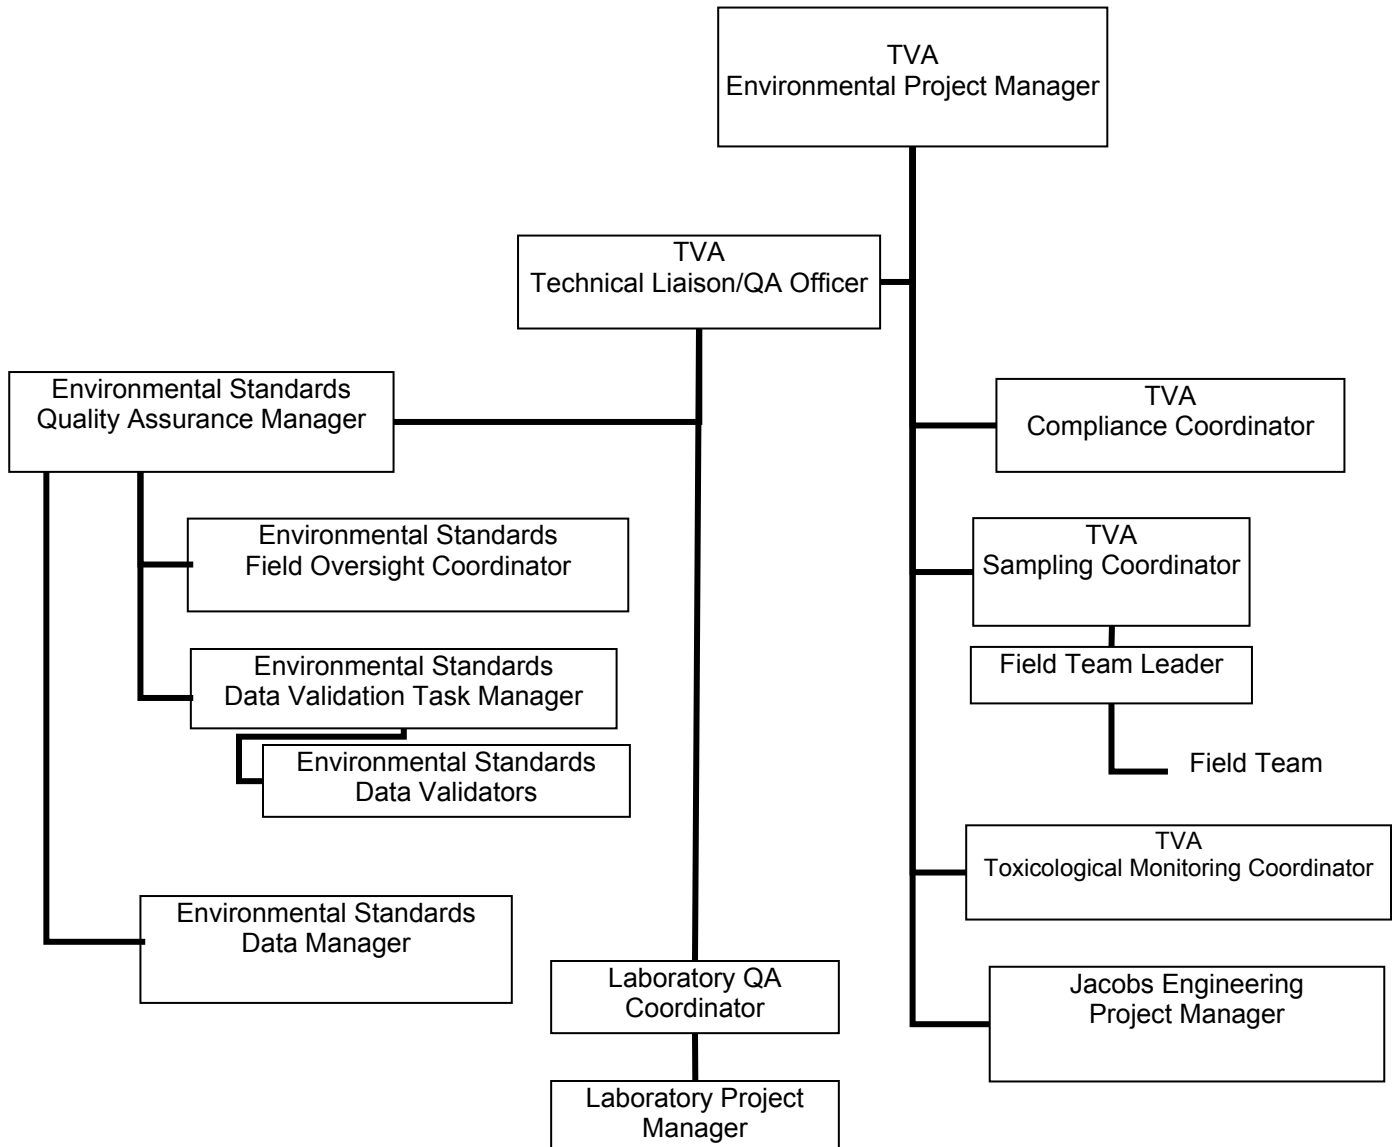 TVA
Environmental Project Manager
TVA
Technical Liaison/QA Officer
Environmental Standards
Quality Assurance Manager
TVA
Compliance Coordinator
Environmental Standards
Field Oversight Coordinator
TVA
Sampling Coordinator
Environmental Standards
Data Validation Task Manager
Field Team Leader
Environmental Standards
Data Validators
Field Team
TVA
Toxicological Monitoring Coordinator
Environmental Standards
Data Manager
Laboratory QA
Coordinator
Jacobs Engineering
Project Manager
Laboratory Project
Manager